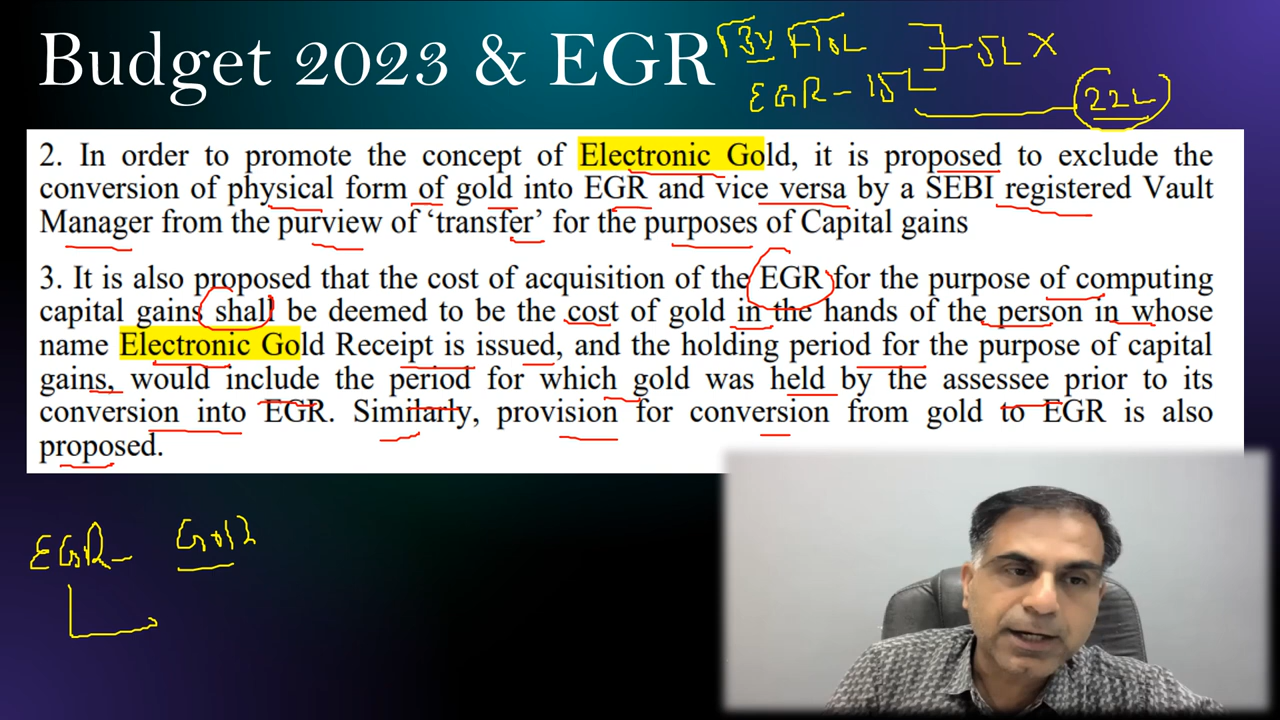 Budget 2023 & EGR
EGR - 15L
5L X
22L
2. In order to promote the concept of Electronic Gold, it is proposed to exclude the
conversion of physical form of gold into EGR and vice versa by a SEBI registered Vault
Manager from the purview of ‘transfer’ for the purposes of Capital gains
3. It is also proposed that the cost of acquisition of the EGR for the purpose of computing
capital gains shall be deemed to be the cost of gold in the hands of the person in whose
name Electronic Gold Receipt is issued, and the holding period for the purpose of capital
gains, would include the period for which gold was held by the assessee prior to its
conversion into EGR. Similarly, provision for conversion from gold to EGR is also
proposed.
EGR - Gold